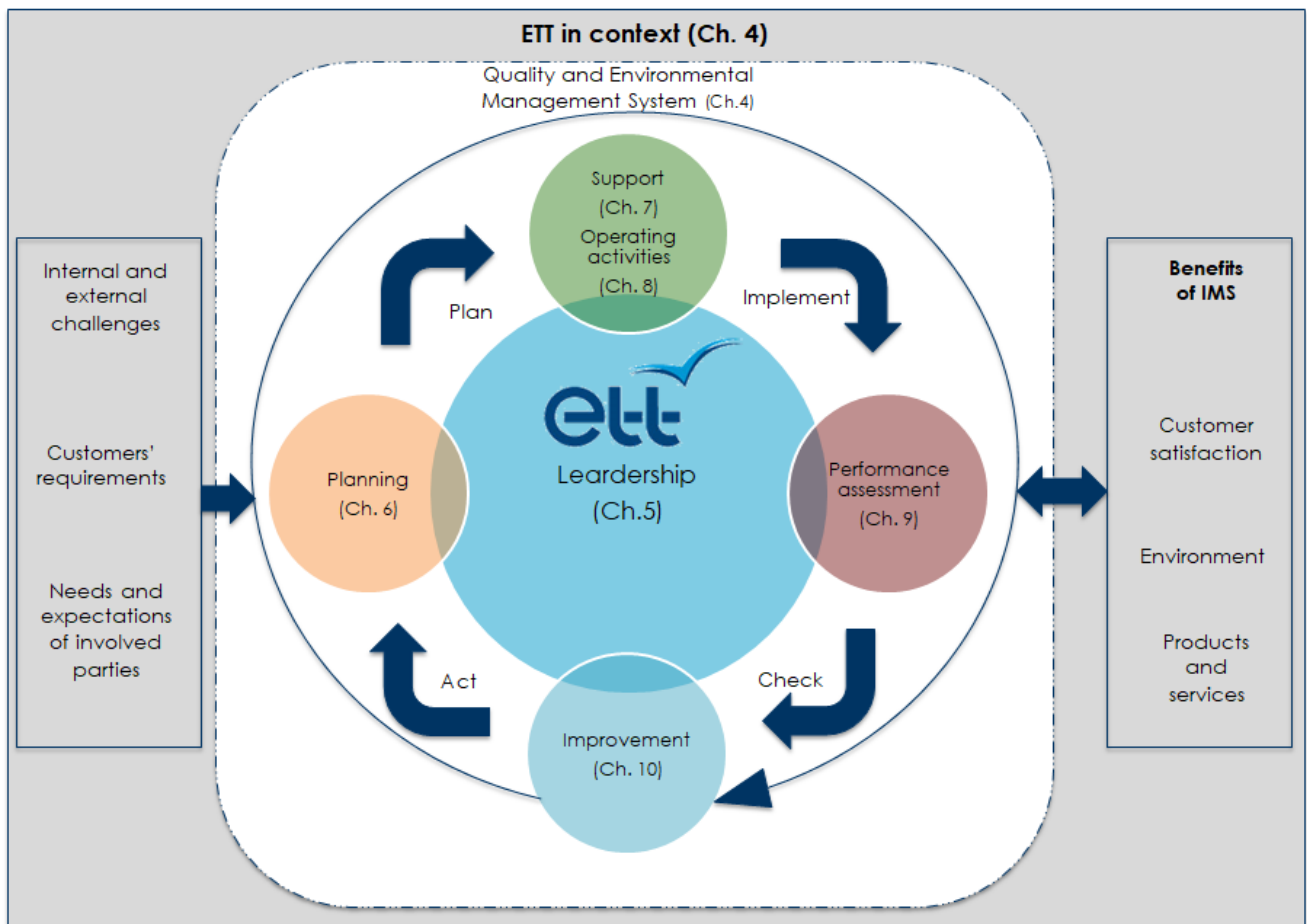 ETT in context (Ch. 4)
Quality and Environmental
Management System (Ch.4)
Internal and
external
challenges
Customers'
requirements
Needs and
expectations
of involved
parties
Support
(Ch. 7)
Operating
activities
(Ch. 8)
Plan
Implement
ett
Leardership
(Ch.5)
Planning
(Ch. 6)
Performance
assessment
(Ch. 9)
Act
Check
Improvement
(Ch. 10)
Benefits
of IMS
Customer
satisfaction
Environment
Products
and
services